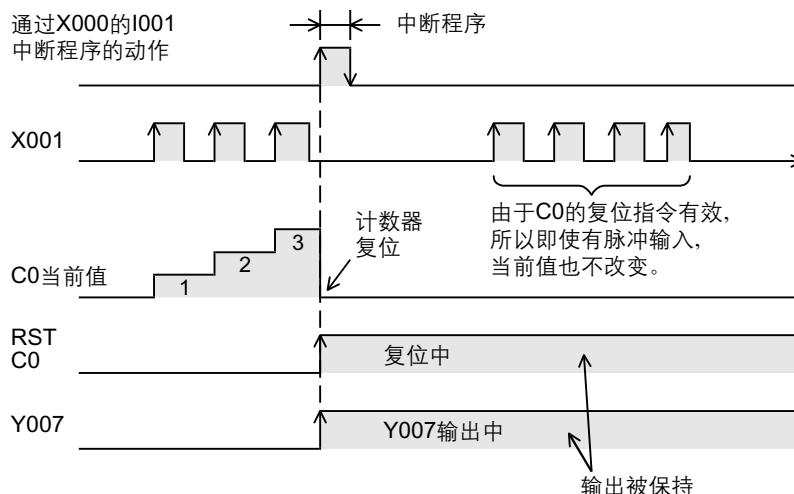 通过X000的I001
中断程序的动作
中断程序
X001
由于C0的复位指令有效,
所以即使有脉冲输入,
当前值也不改变。
计数器
复位
C0当前值
1
2
3
RST
C0
复位中
Y007
Y007输出中
输出被保持